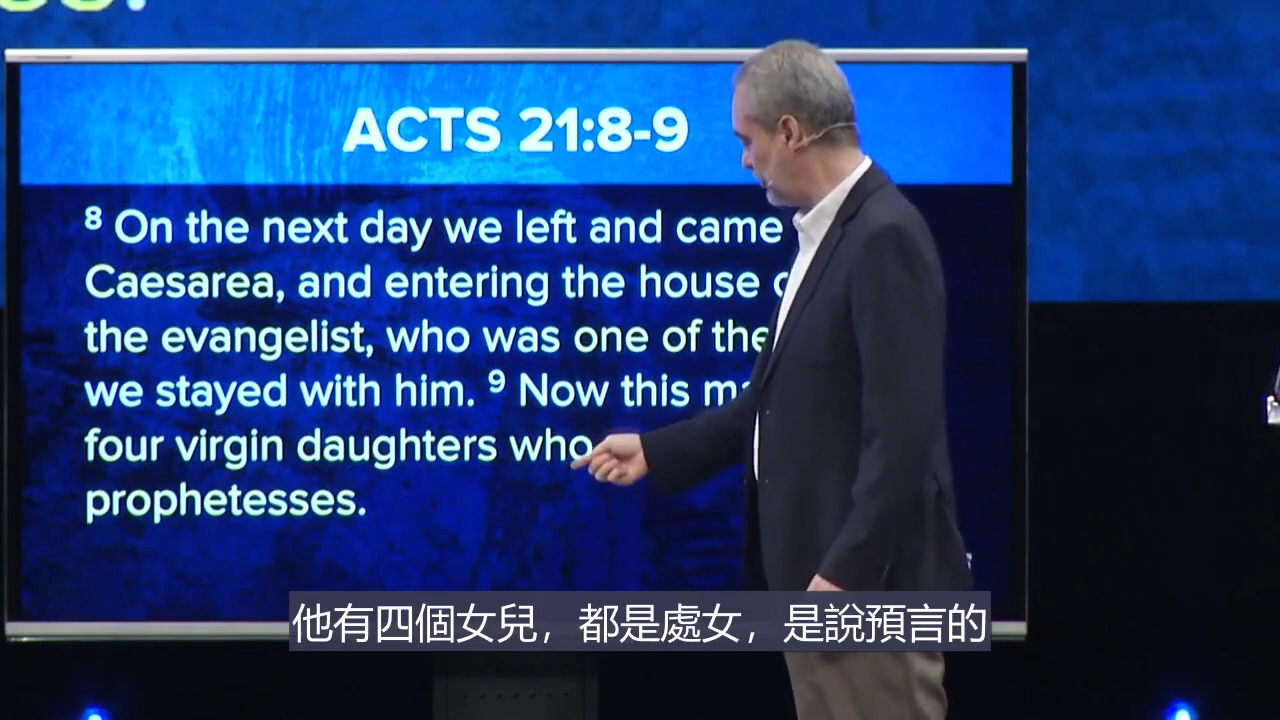 ACTS 21:8-9
8 On the next day we left and came
Caesarea, and entering the house
the evangelist, who was one of the
we stayed with him. 9 Now this
four virgin daughters who
prophetesses.
他有四個女兒，都是處女，是說預言的